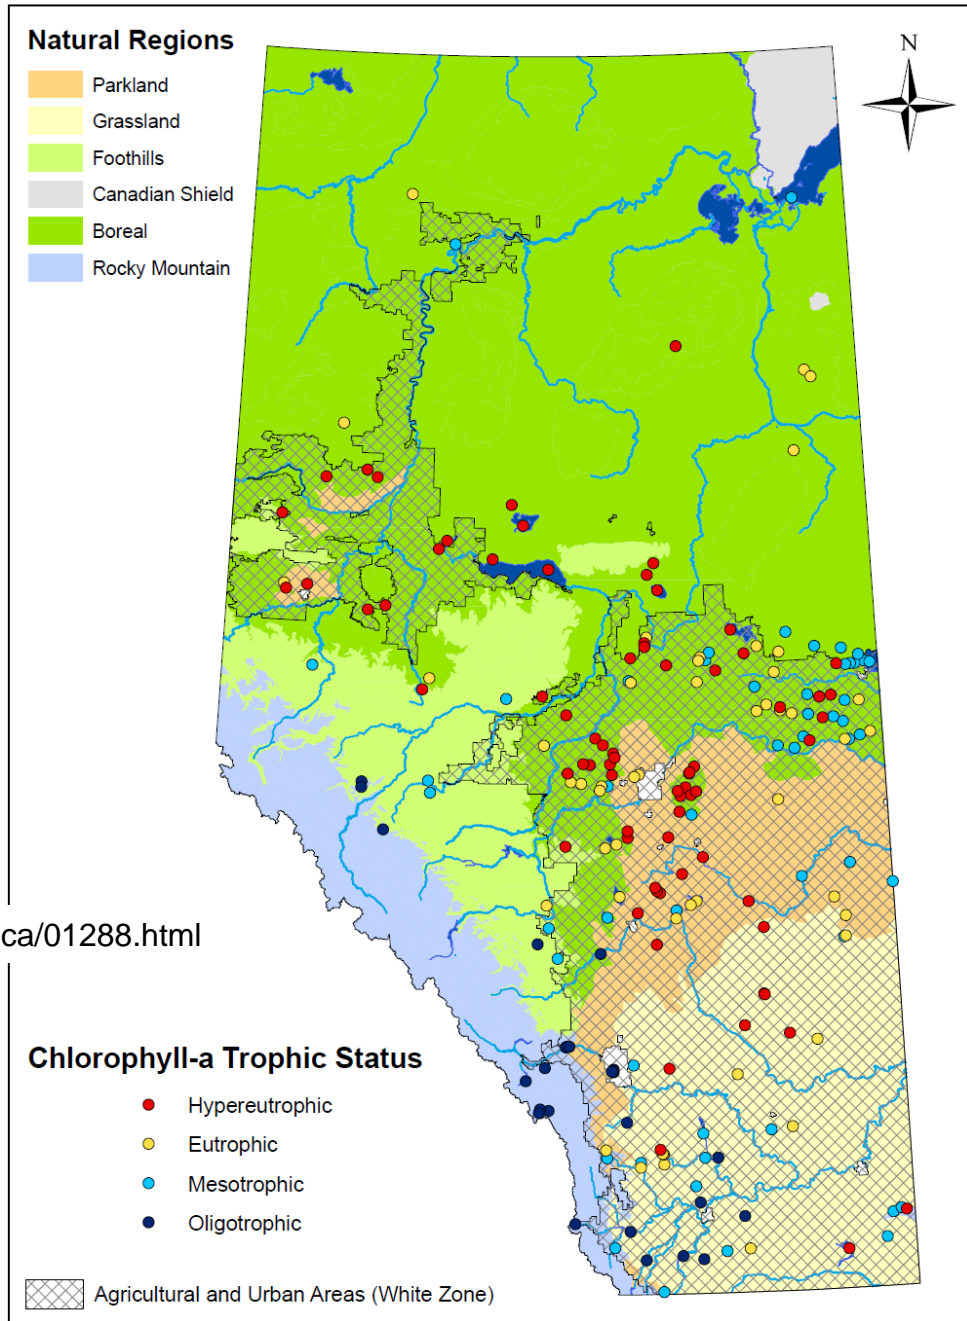 Natural Regions
N
Parkland
Grassland
Foothills
Canadian Shield
Boreal
Rocky Mountain
ca/01288.html
Chlorophyll-a Trophic Status
Hypereutrophic
Eutrophic
Mesotrophic
Oligotrophic
Agricultural and Urban Areas (White Zone)